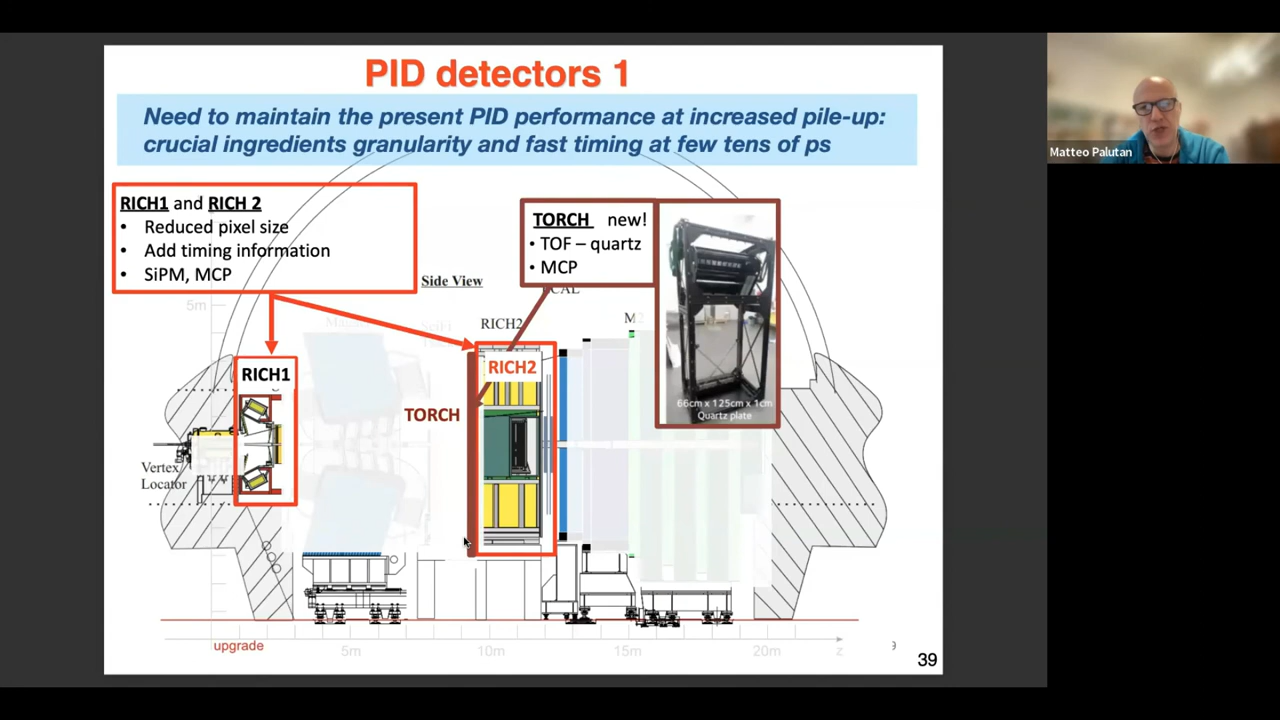 PID detectors 1
Need to maintain the present PID performance at increased pile-up:
crucial ingredients granularity and fast timing at few tens of ps
RICH1 and RICH 2
• Reduced pixel size
• Add timing information
• SiPM, MCP
TORCH new!
• TOF – quartz
• MCP
66cm x 125cm x 1cm
Quartz plate
Matteo Palutan
Side View
5m
RICH2
RICH1
RICH2
TORCH
Vertex
Locator
upgrade
5m
10m
15m
20m
z
39